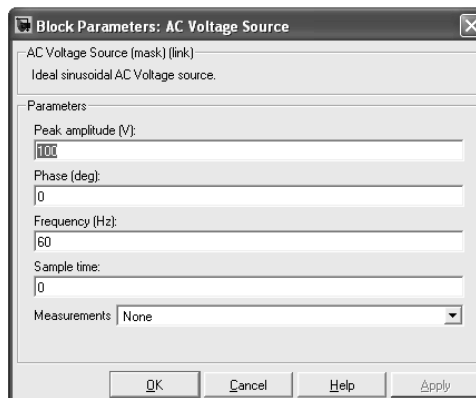 Block Parameters: AC Voltage Source
AC Voltage Source (mask) (link)
Ideal sinusoidal AC Voltage source.
Parameters
Peak amplitude (V):
100
Phase (deg):
0
Frequency (Hz):
60
Sample time:
0
Measurements None
OK Cancel Help Apply